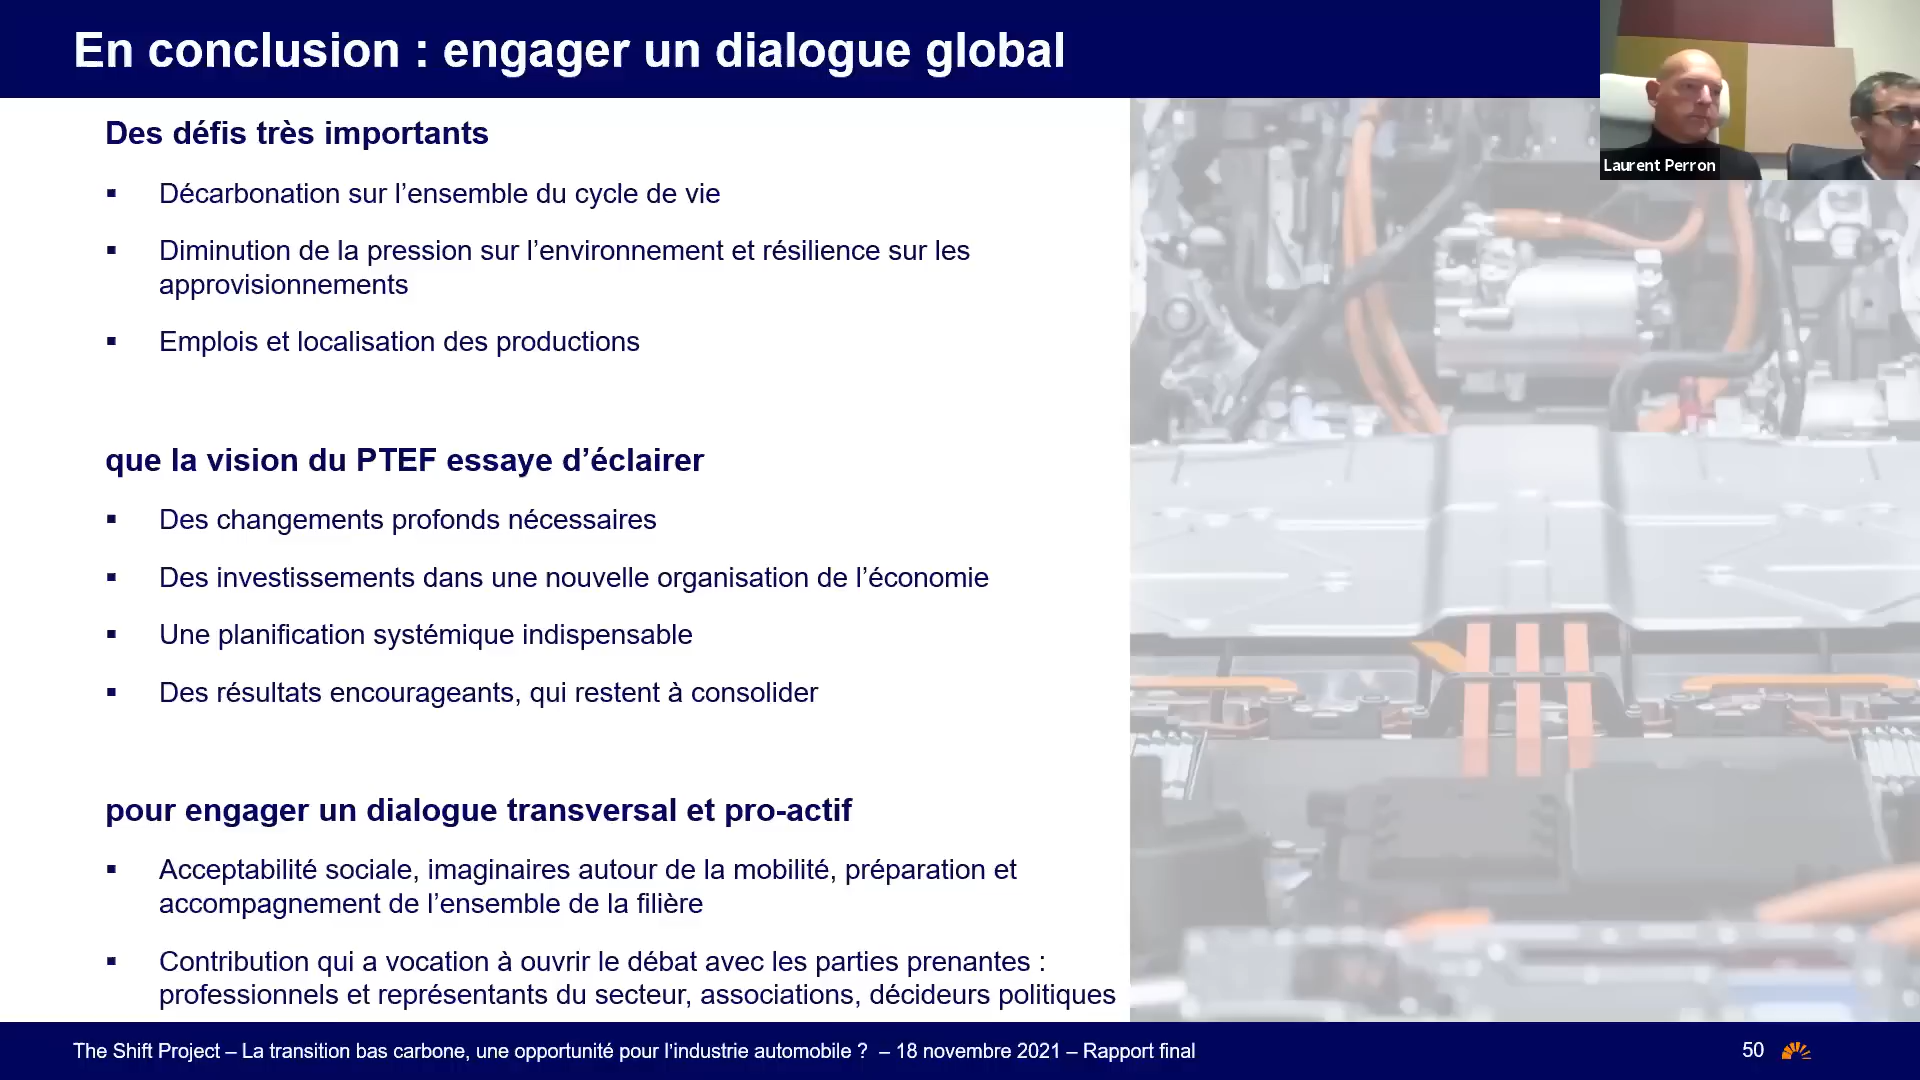 En conclusion : engager un dialogue global
Laurent Perron
Des défis très importants
▪ Décarbonation sur l’ensemble du cycle de vie
▪ Diminution de la pression sur l’environnement et résilience sur les
approvisionnements
▪ Emplois et localisation des productions
que la vision du PTEF essaye d’éclairer
▪ Des changements profonds nécessaires
▪ Des investissements dans une nouvelle organisation de l’économie
▪ Une planification systémique indispensable
▪ Des résultats encourageants, qui restent à consolider
pour engager un dialogue transversal et pro-actif
▪ Acceptabilité sociale, imaginaires autour de la mobilité, préparation et
accompagnement de l’ensemble de la filière
▪ Contribution qui a vocation à ouvrir le débat avec les parties prenantes :
professionnels et représentants du secteur, associations, décideurs politiques
The Shift Project – La transition bas carbone, une opportunité pour l’industrie automobile ? – 18 novembre 2021 – Rapport final
50